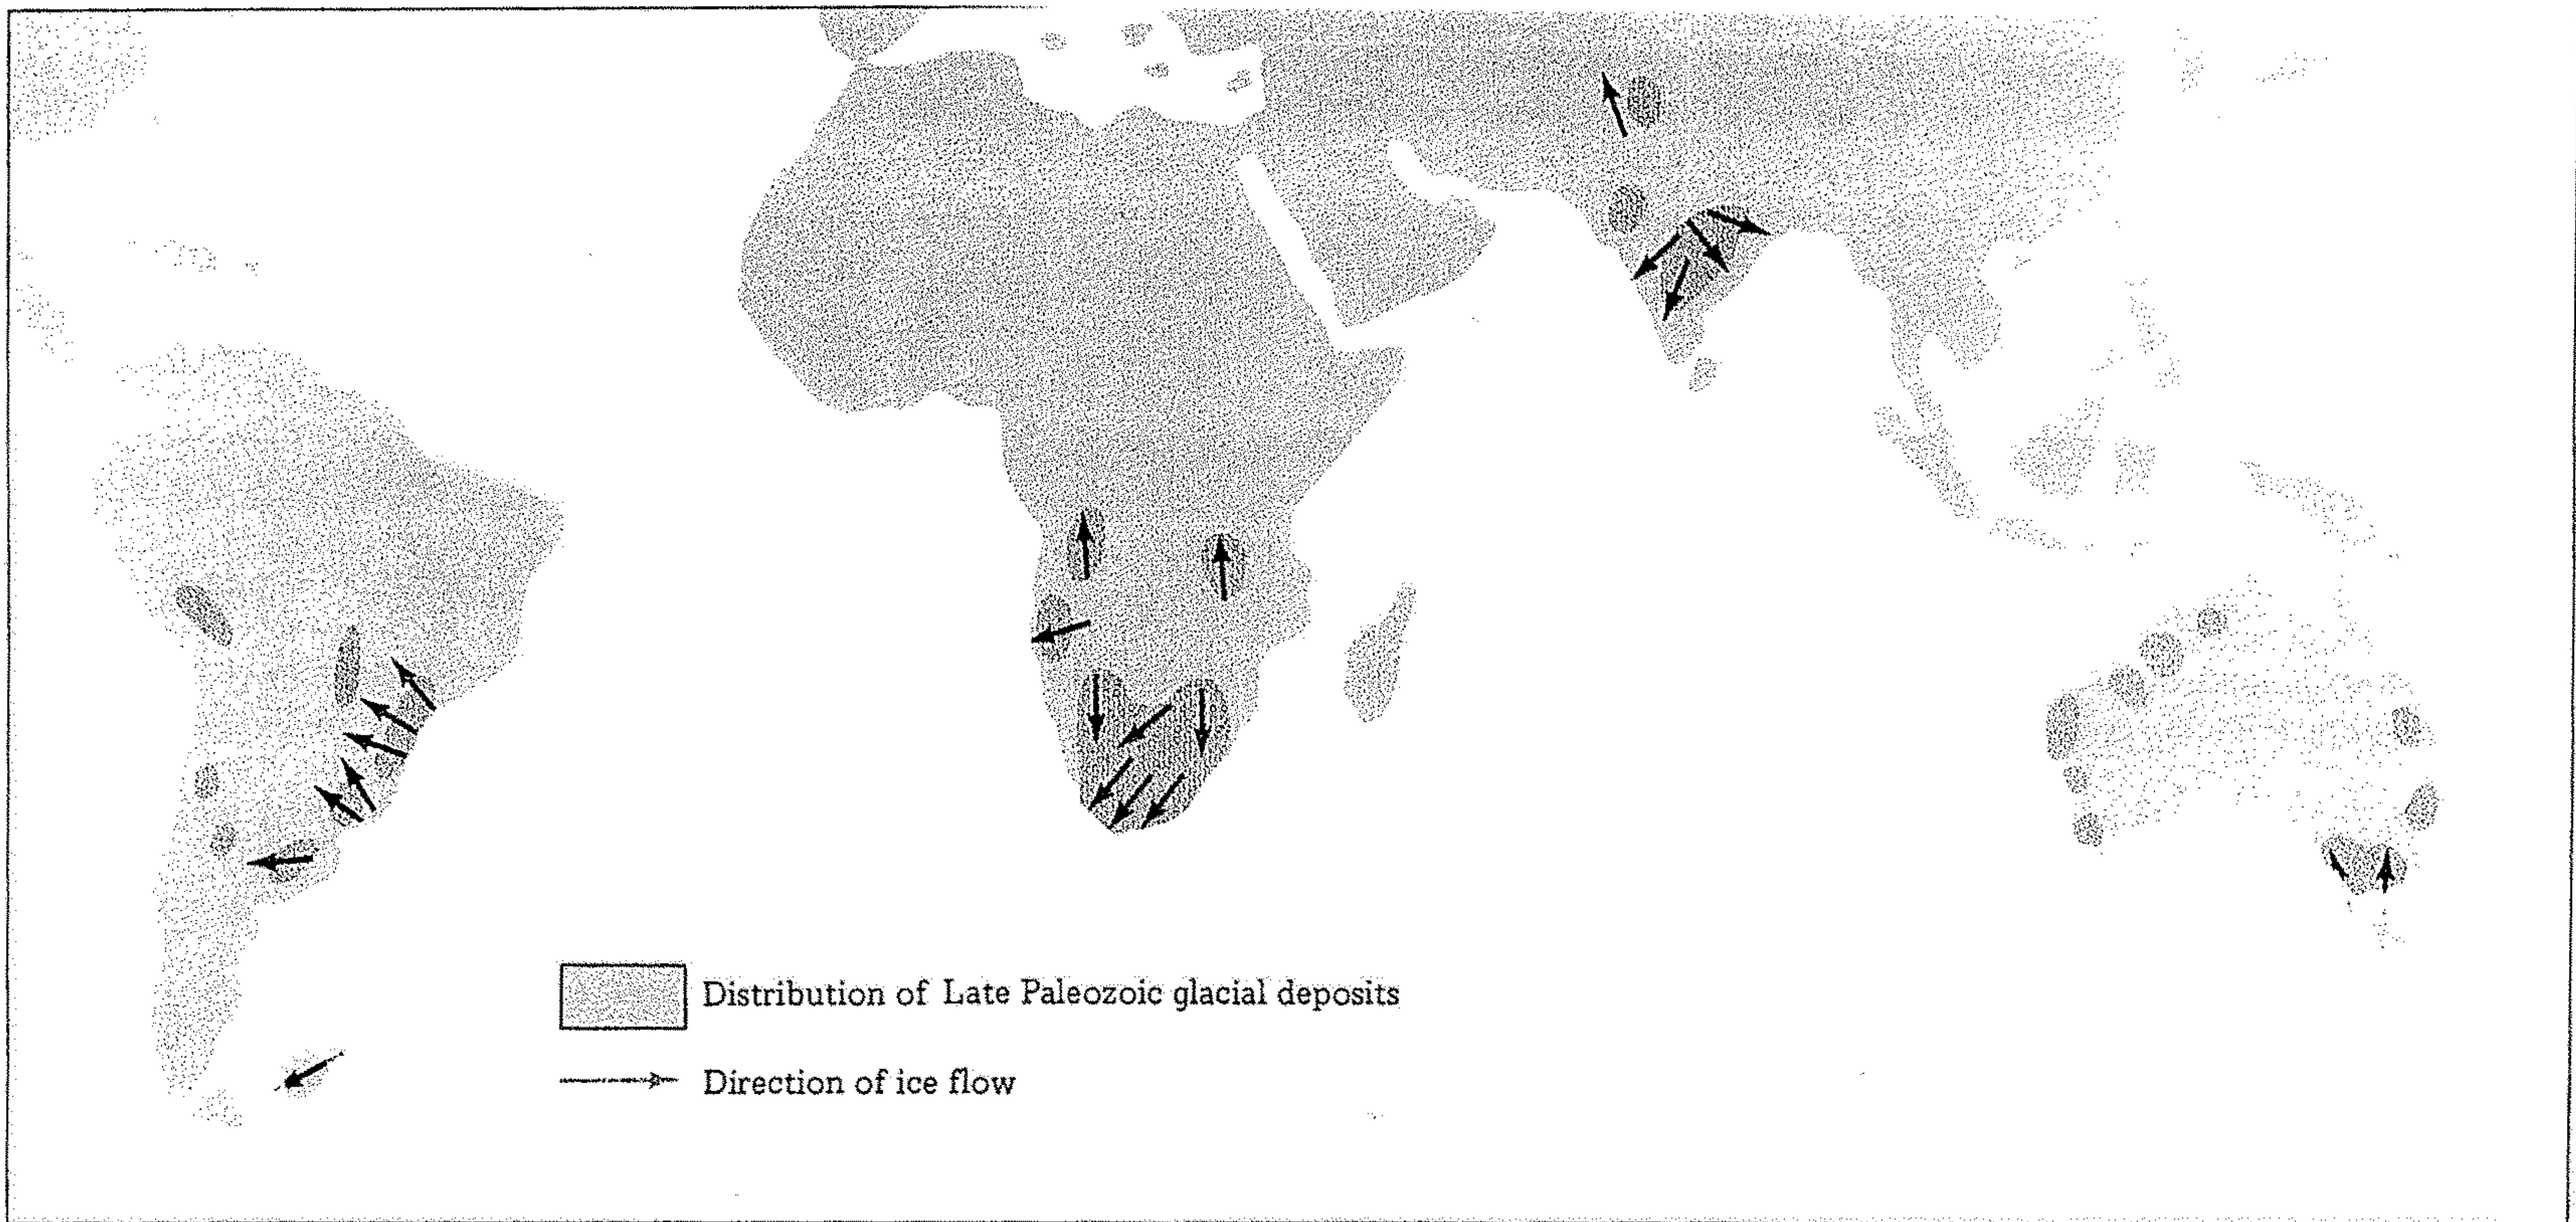 Distribution of Late Paleozoic glacial deposits
Direction of ice flow